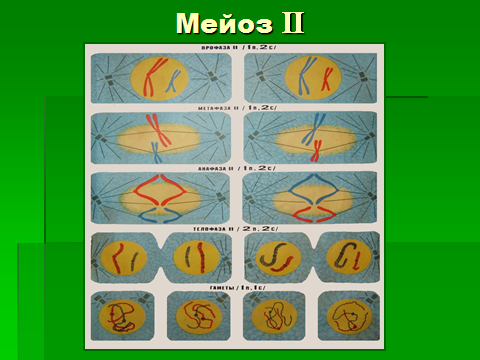 Мейоз II
ПРОФАЗА II /1n, 2c/
МЕТАФАЗА II /1n, 2c/
АНАФАЗА II /1n, 2c/
ТЕЛОФАЗА II /2n, 2c/
ГАМЕТЫ /1n, 1c/